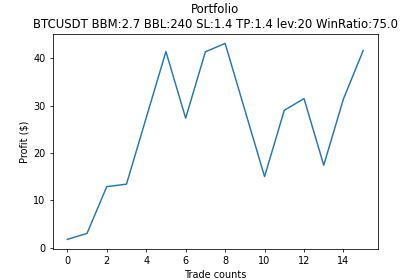 Portfolio
BTCUSDT BBM:2.7 BBL:240 SL:1.4 TP:1.4 lev:20 WinRatio:75.0
40
30
20
10
0
Profit ($)
0 2 4 6 8 10 12 14
Trade counts